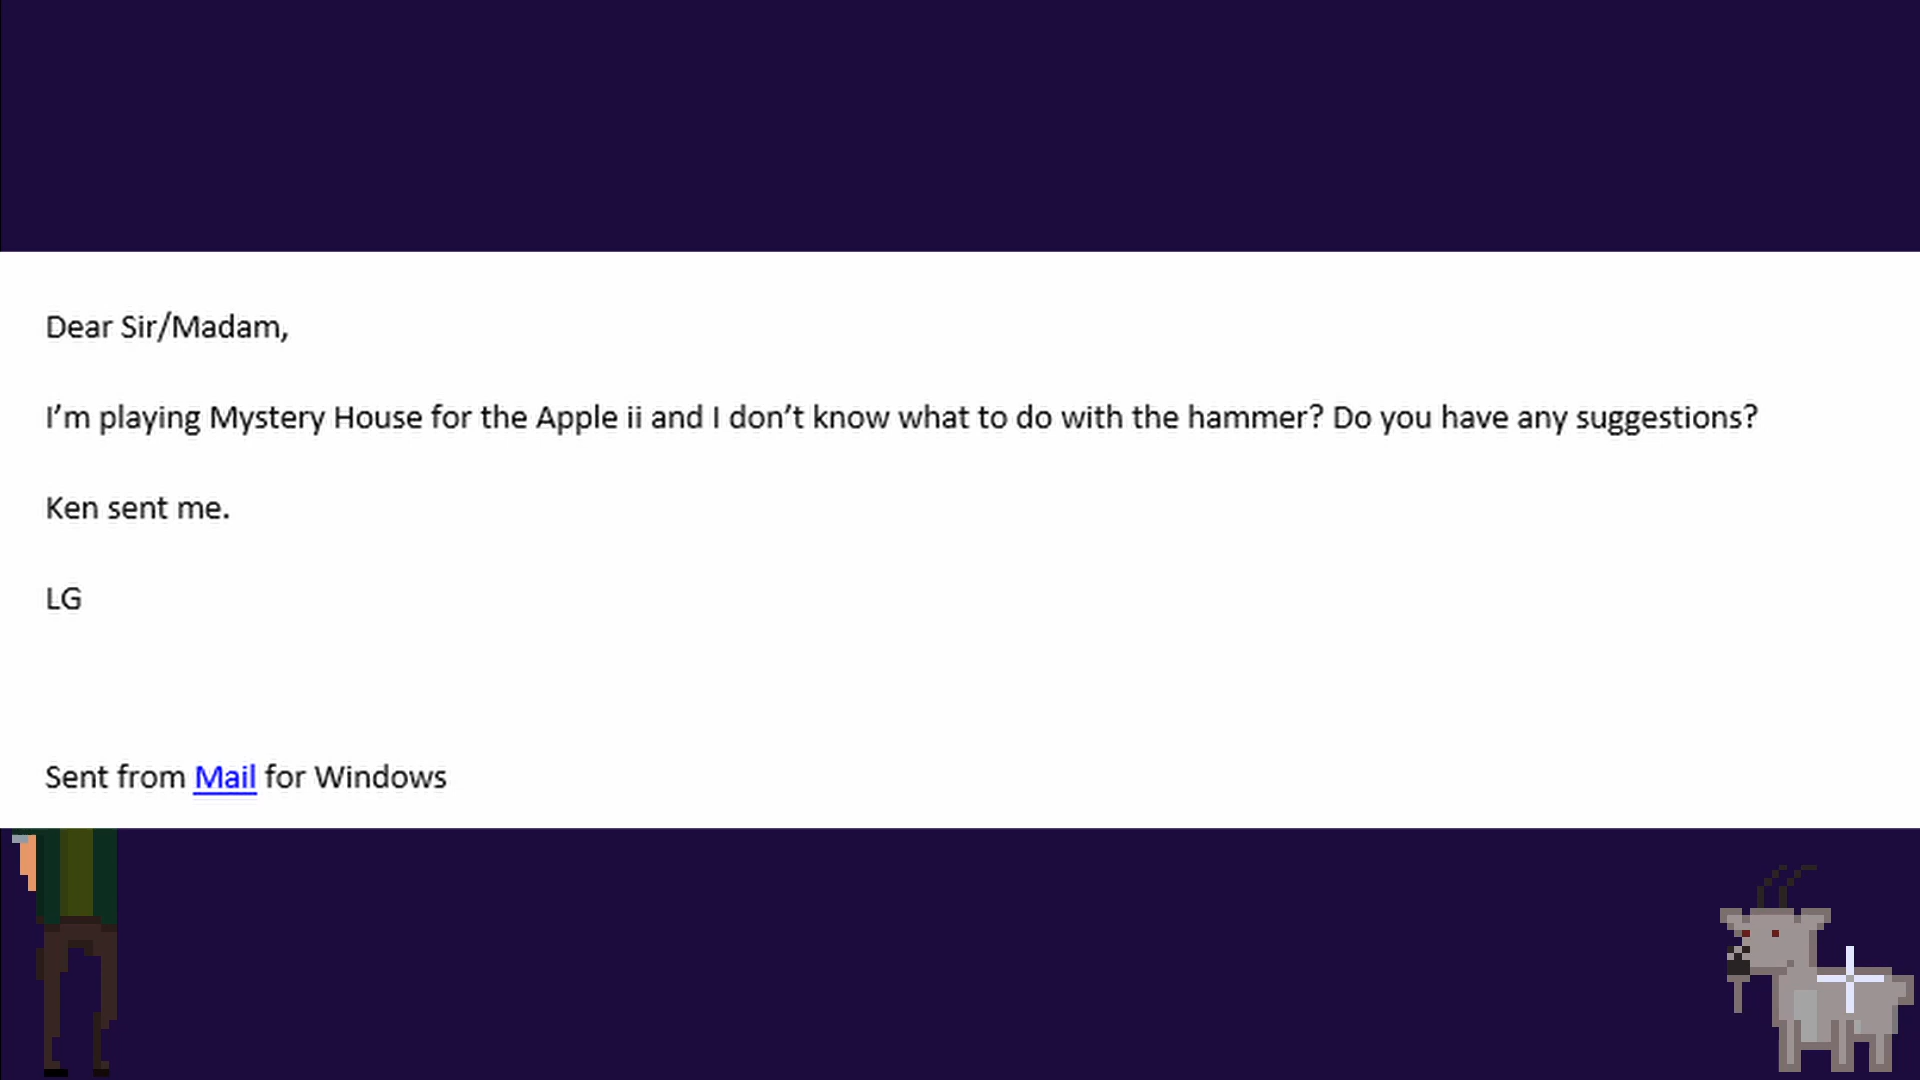 Dear Sir/Madam,
I’m playing Mystery House for the Apple ii and I don’t know what to do with the hammer? Do you have any suggestions?
Ken sent me.
LG
Sent from Mail for Windows